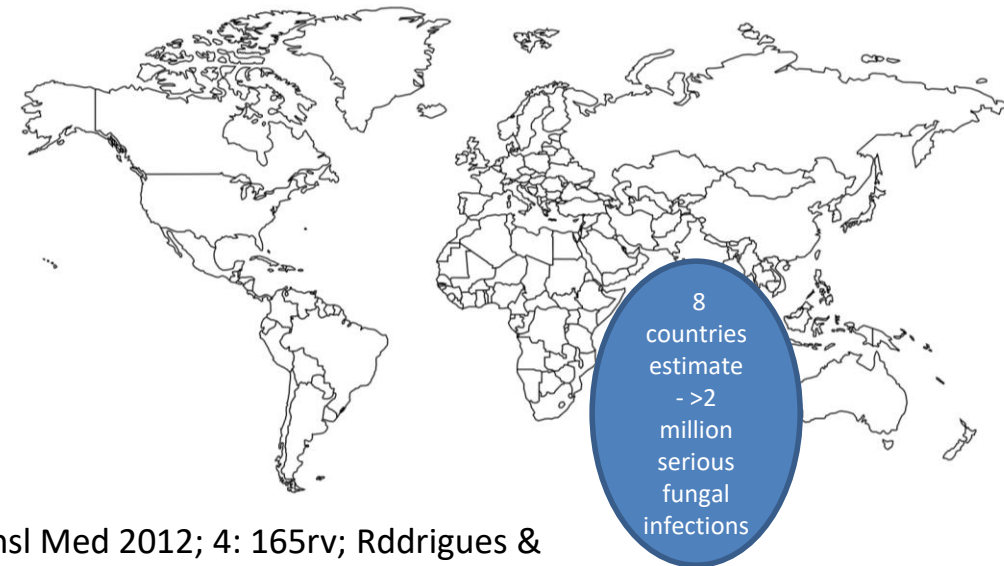 8
countries
estimate
- >2
million
serious
fungal
infections
nsl Med 2012; 4: 165rv; Rddrigues &